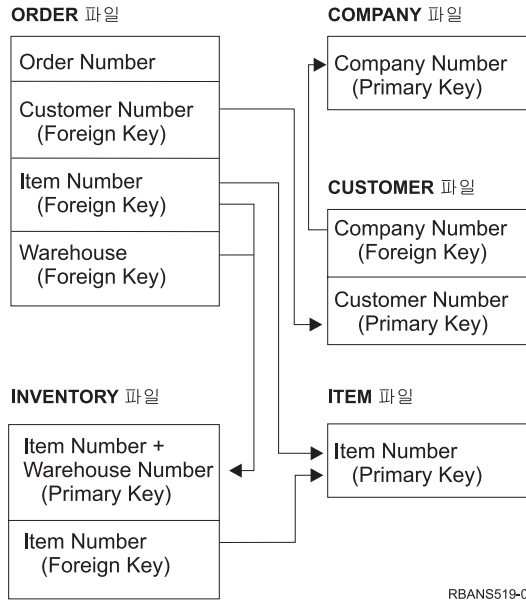 ORDER 파일
Order Number
Customer Number
(Foreign Key)
Item Number
(Foreign Key)
Warehouse
(Foreign Key)
COMPANY 파일
Company Number
(Primary Key)
CUSTOMER 파일
Company Number
(Foreign Key)
Customer Number
(Primary Key)
INVENTORY 파일
Item Number +
Warehouse Number
(Primary Key)
Item Number
(Foreign Key)
ITEM 파일
Item Number
(Primary Key)
RBANS519-0